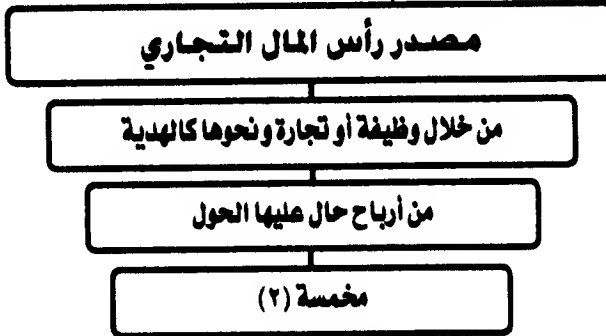 مصدر رأس المال التجاري
من خلال وظيفة أو تجارة ونحوها كالهدية
من أرباح حال عليها الحول
مخمسة (٢)